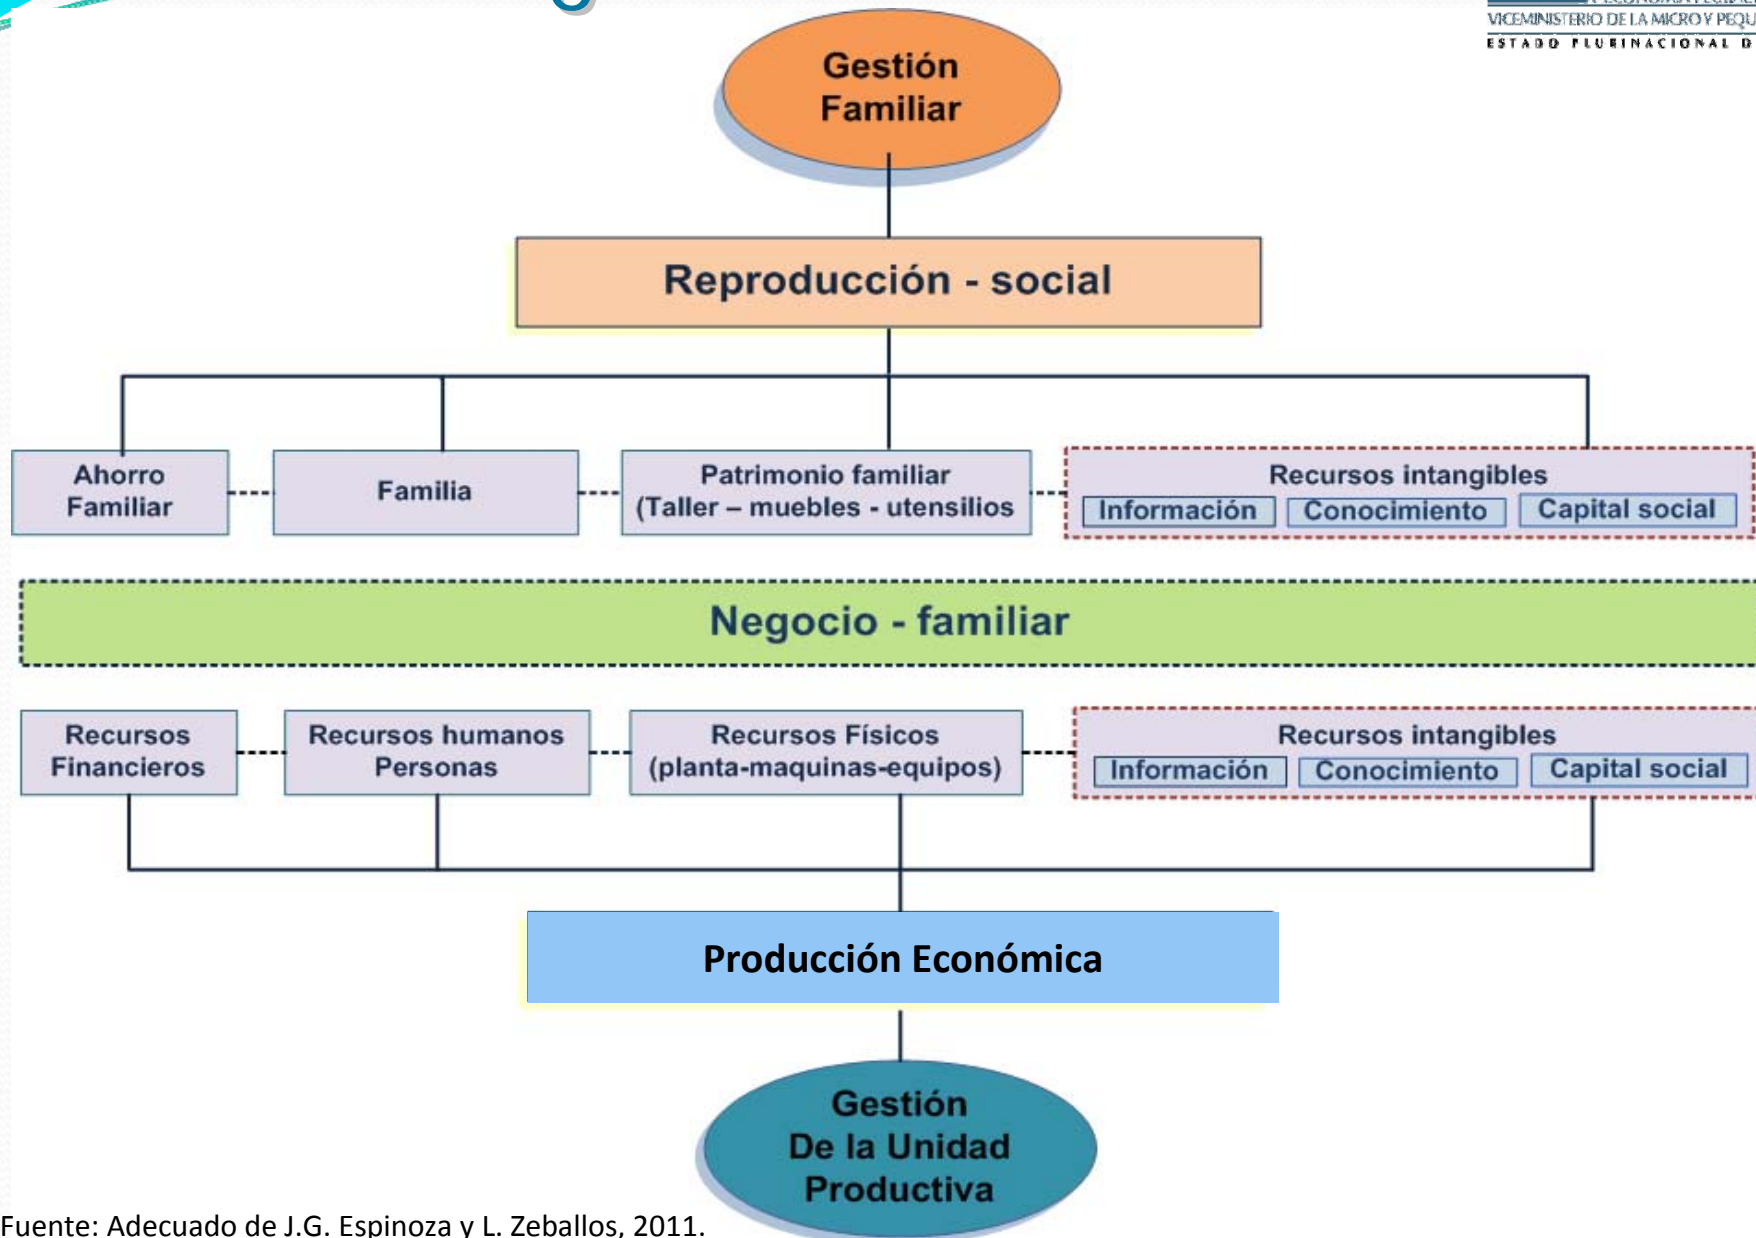 VICEMINISTERIO DE LA MICRO Y PEQU
ESTADO PLURINACIONAL D
Gestión
Familiar
Reproducción - social
Ahorro
Familiar
Familia
Patrimonio familiar
(Taller – muebles - utensilios
Recursos intangibles
Información
Conocimiento
Capital social
Negocio - familiar
Recursos
Financieros
Recursos humanos
Personas
Recursos Físicos
(planta-maquinas-equipos)
Recursos intangibles
Información
Conocimiento
Capital social
Producción Económica
Gestión
De la Unidad
Productiva
Fuente: Adecuado de J.G. Espinoza y L. Zeballos, 2011.